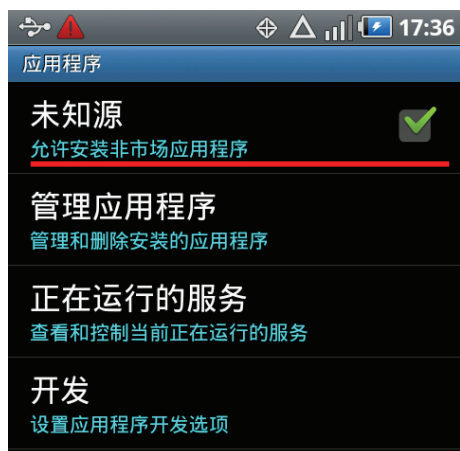 17:36
应用程序
未知源
允许安装非市场应用程序
管理应用程序
管理和删除安装的应用程序
正在运行的服务
查看和控制当前正在运行的服务
开发
设置应用程序开发选项